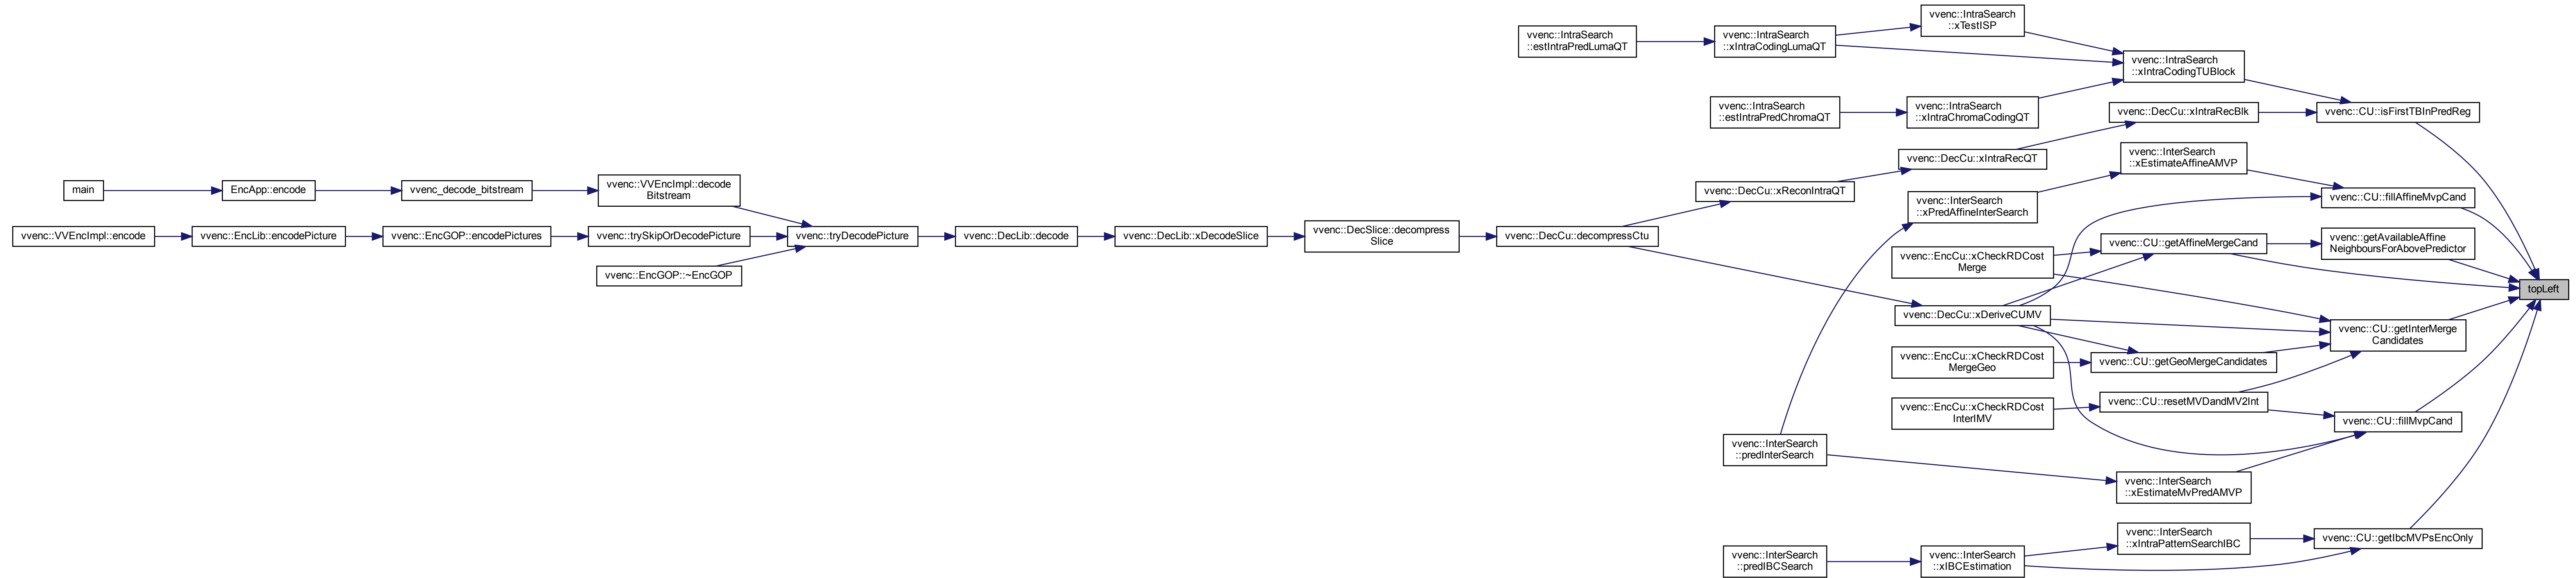 main
vvenc::VVEncImpl::encode
EncApp::encode
vvenc::EncLib::encodePicture
vvenc_decode_bitstream
vvenc::EncGOP::encodePictures
vvenc::VVEncImpl::decode
Bitstream
vvenc::trySkipOrDecodePicture
vvenc::EncGOP::~EncGOP
vvenc::tryDecodePicture
vvenc::DecLib::decode
vvenc::DecLib::xDecodeSlice
vvenc::DecSlice::decompress
Slice
vvenc::DecCu::decompressCtu
vvenc::IntraSearch
::estIntraPredLumaQT
vvenc::IntraSearch
::xIntraCodingLumaQT
vvenc::IntraSearch
::xTestISP
vvenc::IntraSearch
::xIntraCodingTUBlock
vvenc::IntraSearch
::estIntraPredChromaQT
vvenc::IntraSearch
::xIntraChromaCodingQT
vvenc::DecCu::xIntraRecBlk
vvenc::CU::isFirstTBInPredReg
vvenc::DecCu::xReconIntraQT
vvenc::DecCu::xIntraRecQT
vvenc::InterSearch
::xEstimateAffineAMVP
vvenc::InterSearch
::xPredAffineInterSearch
vvenc::CU::fillAffineMvpCand
vvenc::EncCu::xCheckRDCost
Merge
vvenc::CU::getAffineMergeCand
vvenc::getAvailableAffine
NeighboursForAbovePredictor
topLeft
vvenc::DecCu::xDeriveCUMV
vvenc::CU::getInterMerge
Candidates
vvenc::EncCu::xCheckRDCost
MergeGeo
vvenc::CU::getGeoMergeCandidates
vvenc::EncCu::xCheckRDCost
InterIMV
vvenc::CU::resetMVDandMV2Int
vvenc::CU::fillMvpCand
vvenc::InterSearch
::predInterSearch
vvenc::InterSearch
::xEstimateMvPredAMVP
vvenc::InterSearch
::predIBCSearch
vvenc::InterSearch
::xIBCEstimation
vvenc::InterSearch
::xIntraPatternSearchIBC
vvenc::CU::getIbcMVPsEncOnly